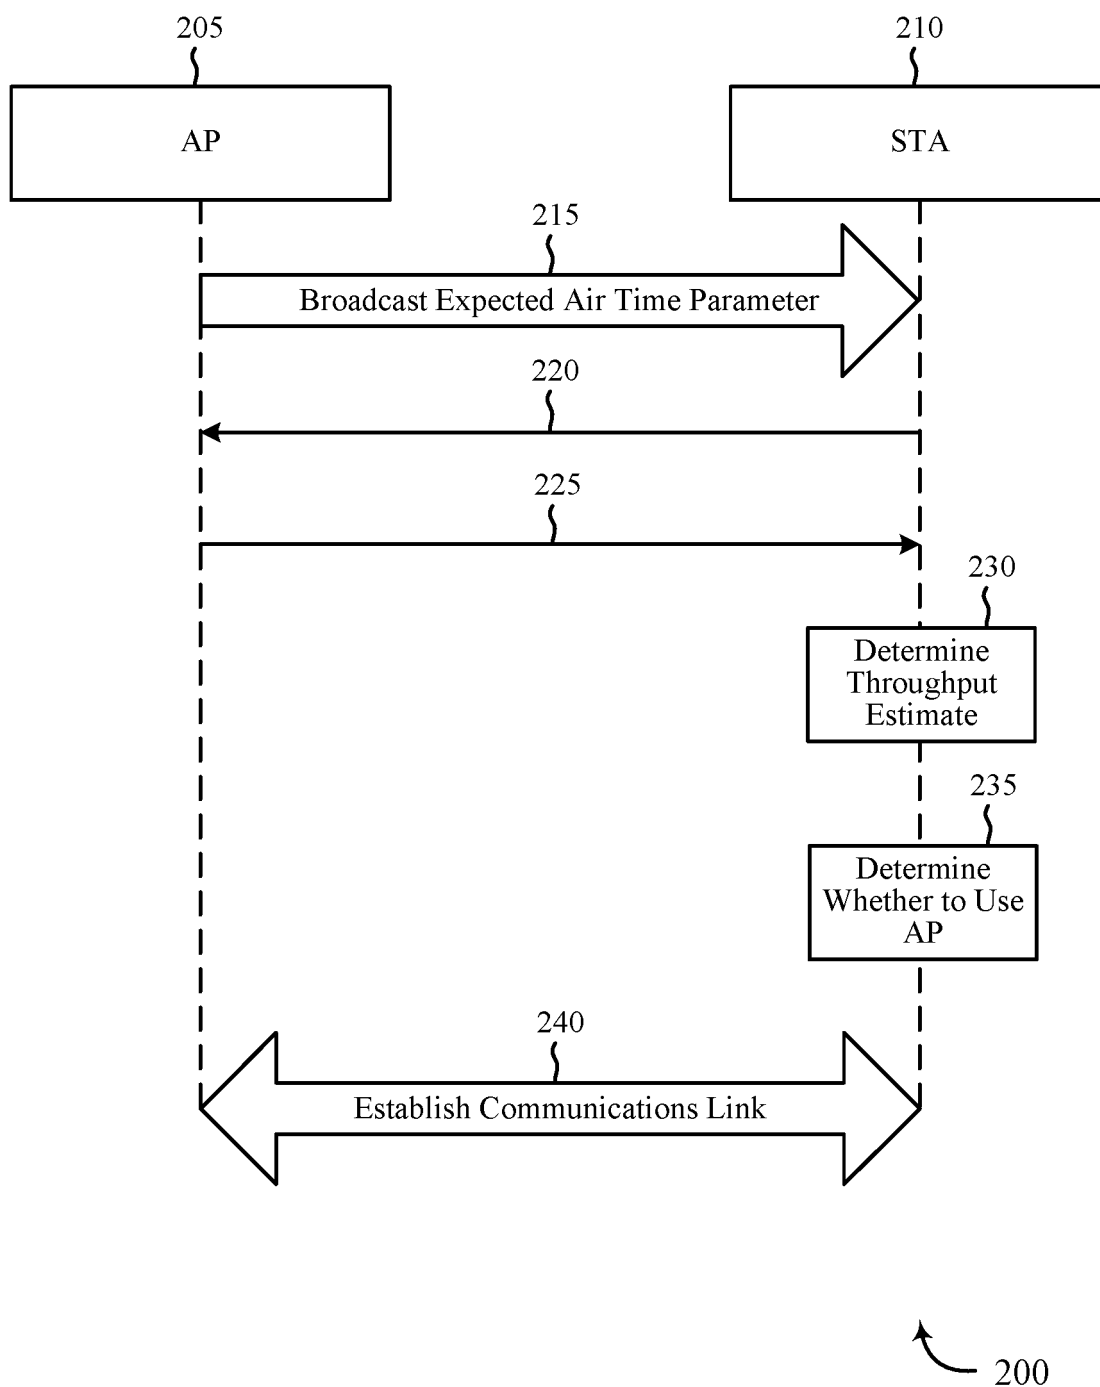 205
210
AP
STA
215
Broadcast Expected Air Time Parameter
220
225
230
Determine
Throughput
Estimate
235
Determine
Whether to Use
AP
240
Establish Communications Link
200